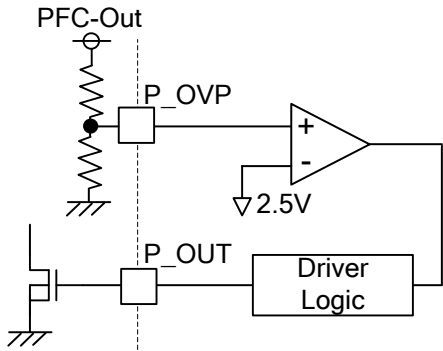 PFC-Out
P_OVP
+
-
2.5V
P_OUT
Driver
Logic